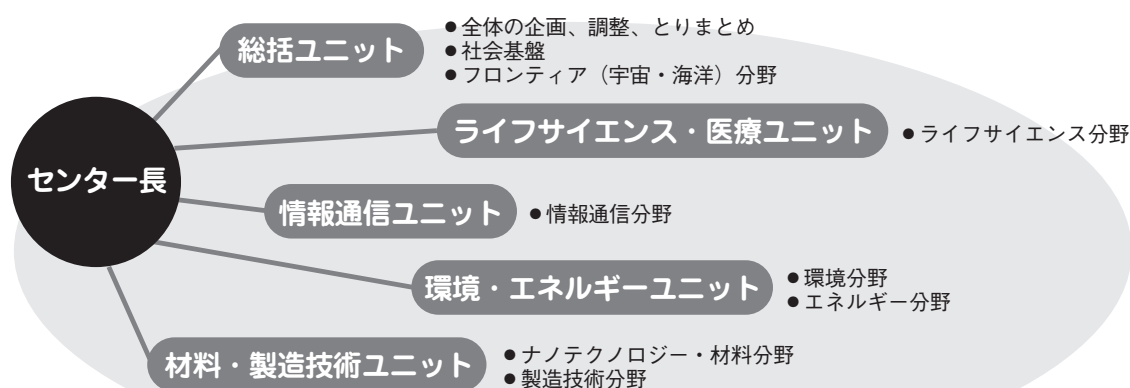 総括ユニット
●全体の企画、調整、とりまとめ
●社会基盤
●フロンティア（宇宙・海洋）分野
ライフサイエンス・医療ユニット
●ライフサイエンス分野
センター長
情報通信ユニット
●情報通信分野
環境・エネルギーユニット
●環境分野
●エネルギー分野
材料・製造技術ユニット
●ナノテクノロジー・材料分野
●製造技術分野